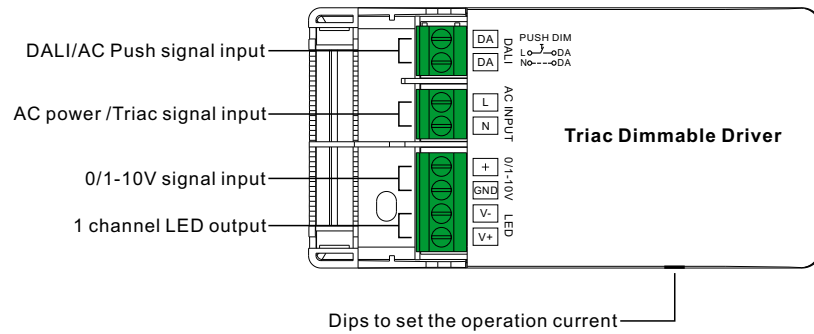 DALI/AC Push signal input
AC power /Triac signal input
0/1-10V signal input
1 channel LED output
DA
DA
DALI
PUSH DIM
L DA
N DA
L
N
AC INPUT
+
GND
0/1-10V
V-
V+
LED
Triac Dimmable Driver
Dips to set the operation current